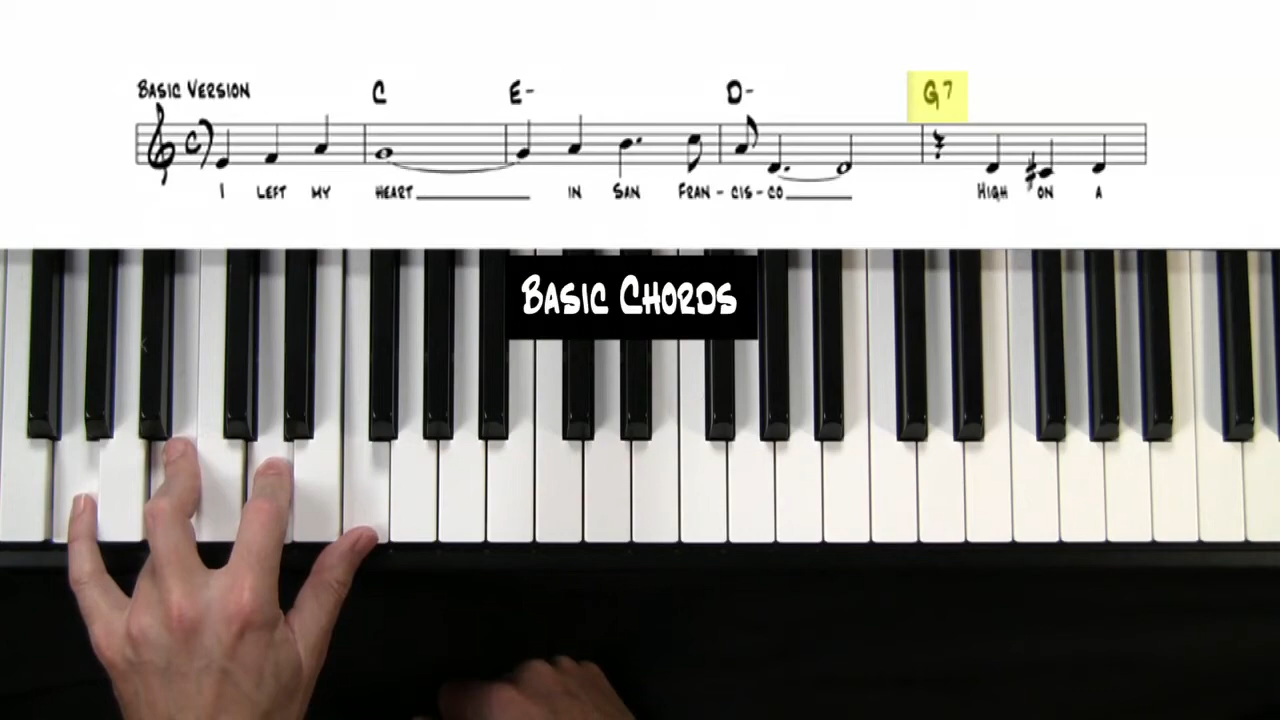 BASIC VERSION C E- D- G7
I LEFT MY HEART IN SAN FRAN - CIS - CO HIGH ON A
BASIC CHORDS